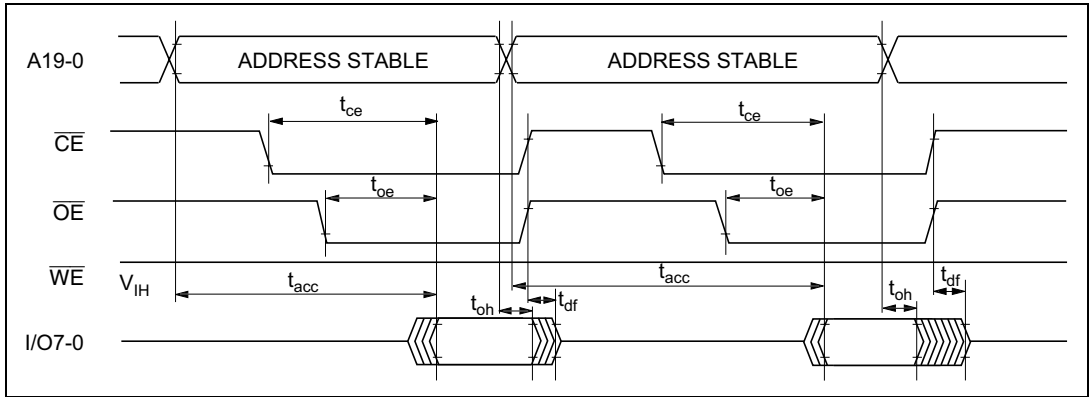 A19-0
ADDRESS STABLE ADDRESS STABLE
tce tce
CE
toe toe
OE
WE
VIH
tacc tacc
toh tdf toh tdf
I/O7-0